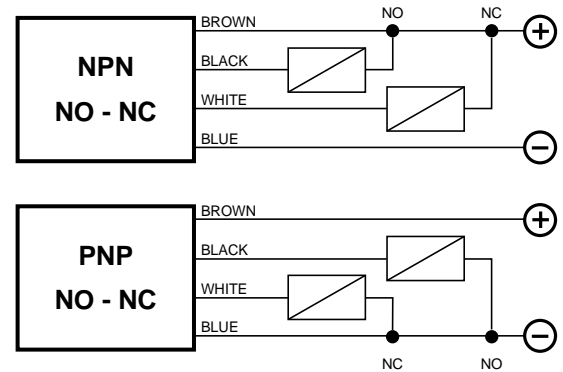 NO NC
BROWN
+
NPN
NO - NC
BLACK
WHITE
BLUE
−
BROWN
+
PNP
NO - NC
BLACK
WHITE
BLUE
−
NC NO